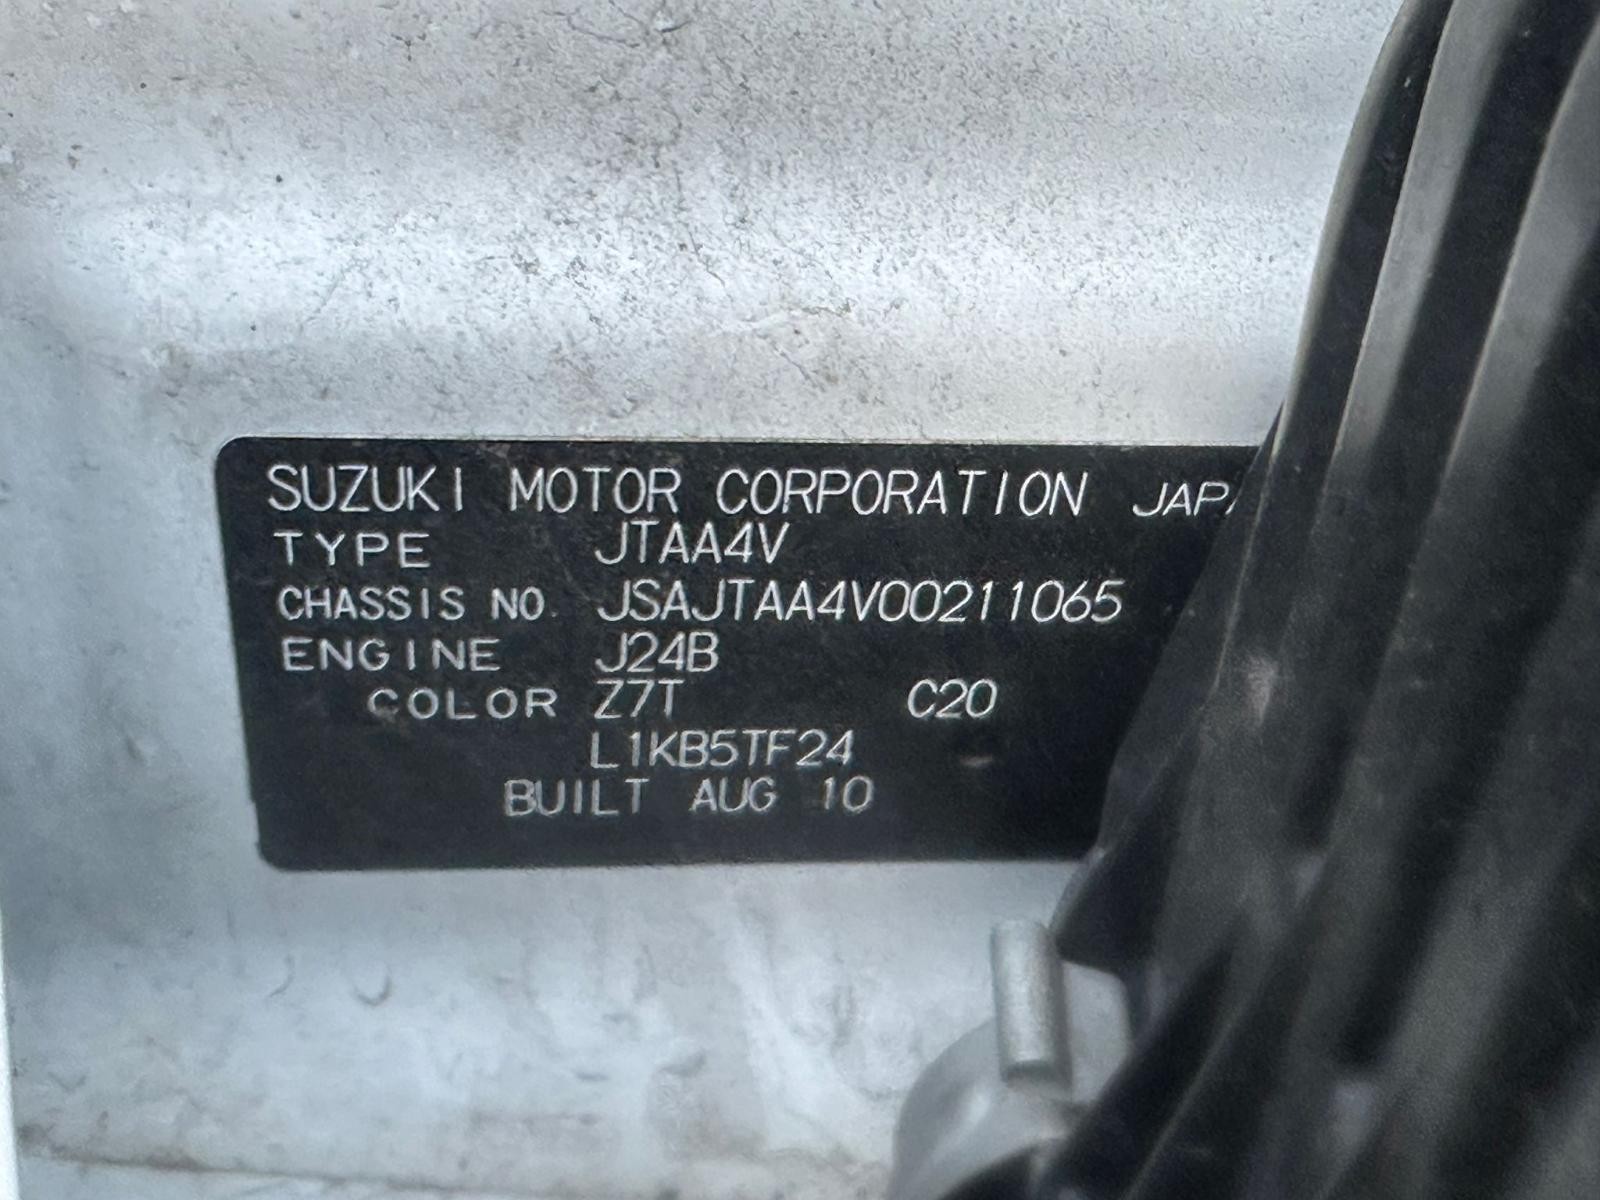 SUZUKI MOTOR CORPORATION JAPA
TYPE JTAA4V
CHASSIS NO. JSAJTAA4V00211065
ENGINE J24B
COLOR Z7T C20
L1KB5TF24
BUILT AUG 10